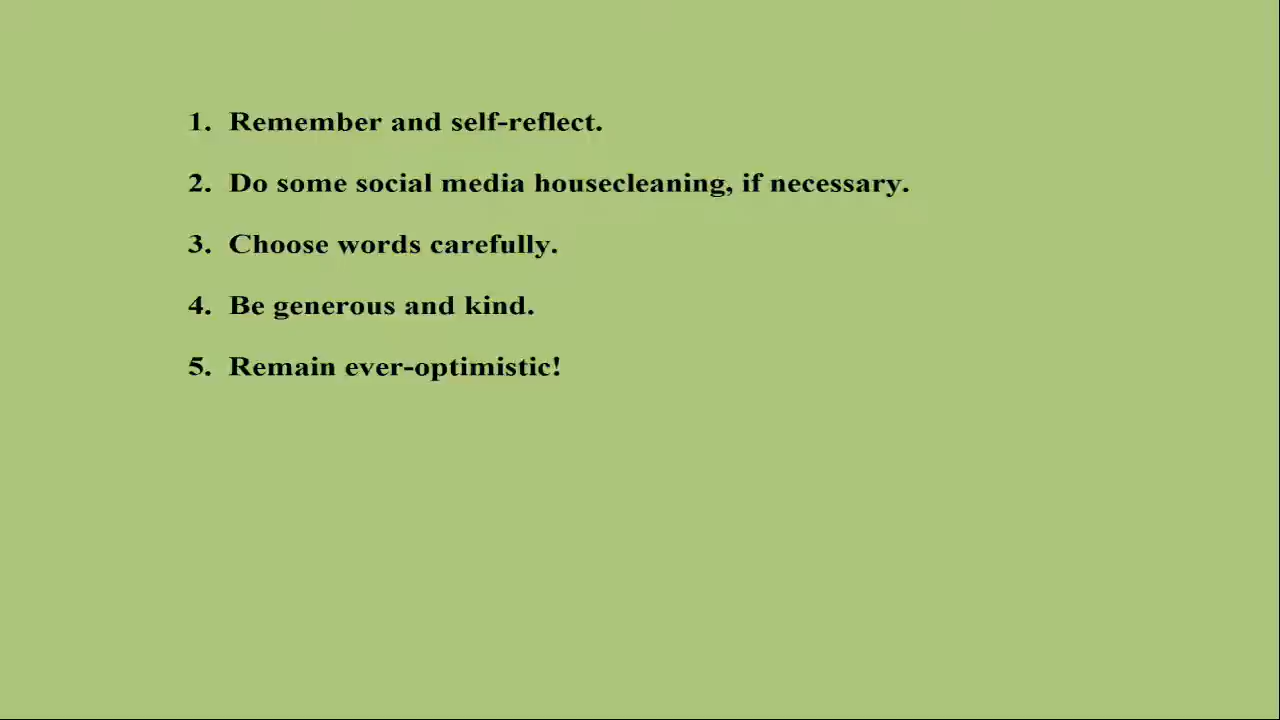 1. Remember and self-reflect.
2. Do some social media housecleaning, if necessary.
3. Choose words carefully.
4. Be generous and kind.
5. Remain ever-optimistic!